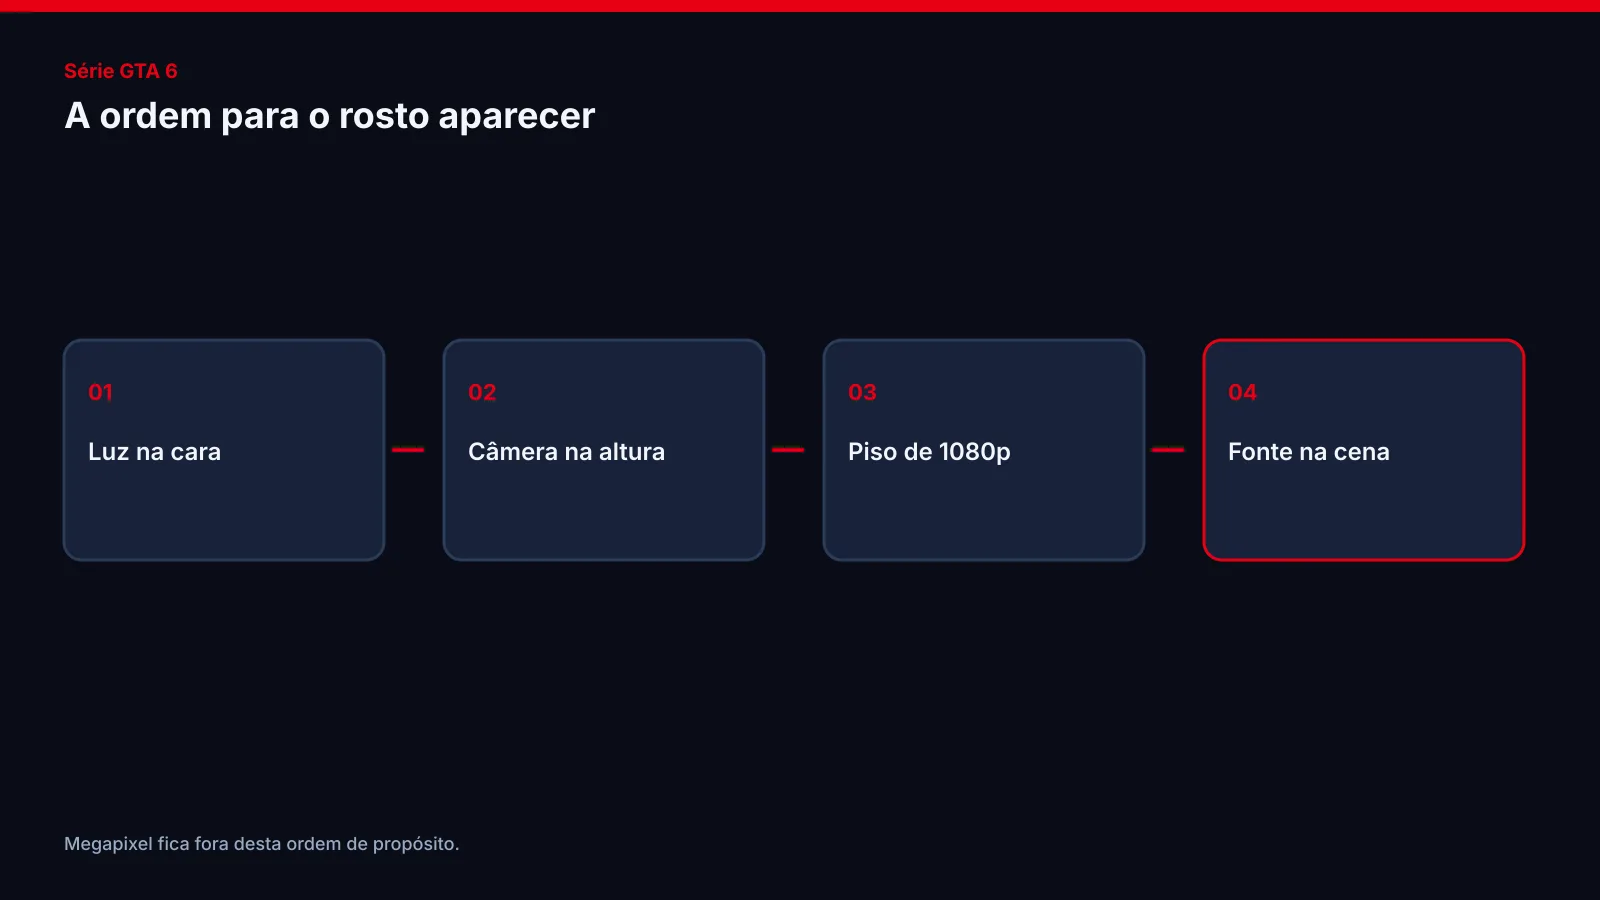 Série GTA 6
A ordem para o rosto aparecer
01
Luz na cara
02
Câmera na altura
03
Piso de 1080p
04
Fonte na cena
Megapixel fica fora desta ordem de propósito.